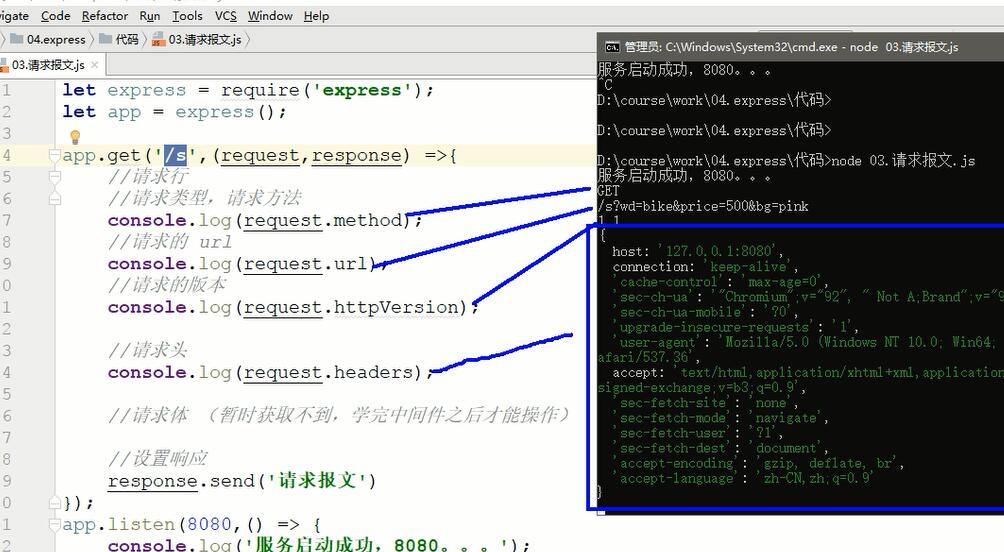 vigate Code Refactor Run Tools VCS Window Help
04.express 代码 03.请求报文.js
03.请求报文.js
1 let express = require('express');
2 let app = express();
3
4 app.get('/s',(request,response) =>{
5 //请求行
6 //请求类型，请求方法
7 console.log(request.method);
8 //请求的 url
9 console.log(request.url);
0 //请求的版本
1 console.log(request.httpVersion);
2
3 //请求头
4 console.log(request.headers);
5
6 //请求体 （暂时获取不到，学完中间件之后才能操作）
7
8 //设置响应
9 response.send('请求报文')
0 });
1 app.listen(8080,() => {
2 console.log('服务启动成功，8080。。。');
管理员: C:\Windows\System32\cmd.exe - node 03.请求报文.js
服务启动成功，8080。。。
^C
D:\course\work\04.express\代码>
D:\course\work\04.express\代码>
D:\course\work\04.express\代码>node 03.请求报文.js
服务启动成功，8080。。。
GET
/s?wd=bike&price=500&bg=pink
1.1
{
host: '127.0.0.1:8080',
connection: 'keep-alive',
'cache-control': 'max-age=0',
'sec-ch-ua': '"Chromium";v="92", " Not A;Brand";v="9
'sec-ch-ua-mobile': '?0',
'upgrade-insecure-requests': '1',
'user-agent': 'Mozilla/5.0 (Windows NT 10.0; Win64;
afari/537.36',
accept: 'text/html,application/xhtml+xml,application
signed-exchange;v=b3;q=0.9',
'sec-fetch-site': 'none',
'sec-fetch-mode': 'navigate',
'sec-fetch-user': '?1',
'sec-fetch-dest': 'document',
'accept-encoding': 'gzip, deflate, br',
'accept-language': 'zh-CN,zh;q=0.9'
}